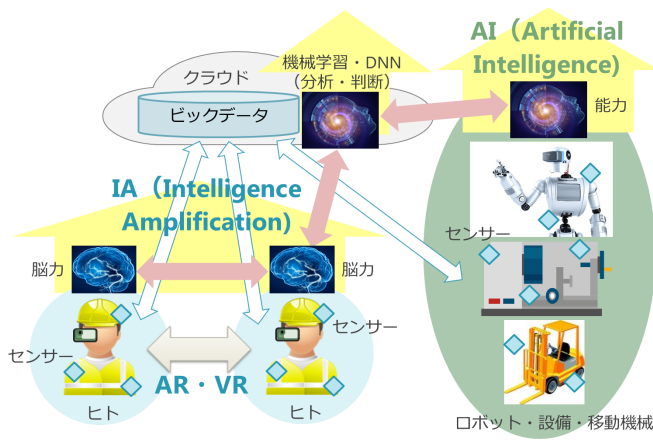 AI（Artificial
Intelligence)
機械学習・DNN
（分析・判断）
クラウド
ビックデータ
能力
IA（Intelligence
Amplification)
センサー
脳力
脳力
センサー
センサー
AR・VR
ヒト
ヒト
ロボット・設備・移動機械